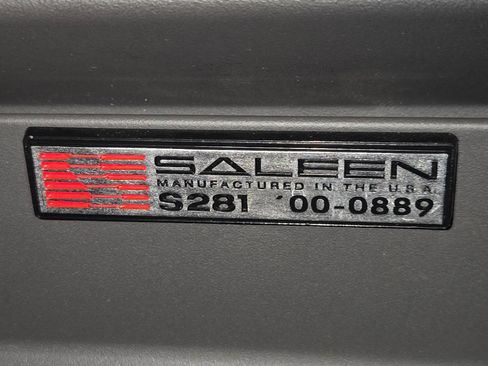 SALEEN
MANUFACTURED IN THE U.S.A.
S281 '00-0889